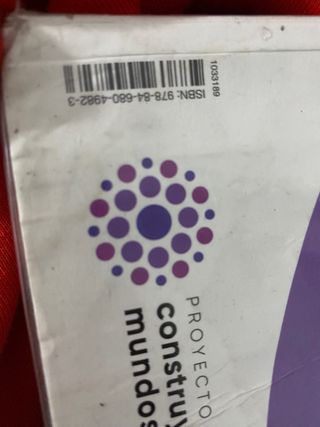 ISBN: 978-84-680-4982-3
1033189
PROYECTO
construy
mundos